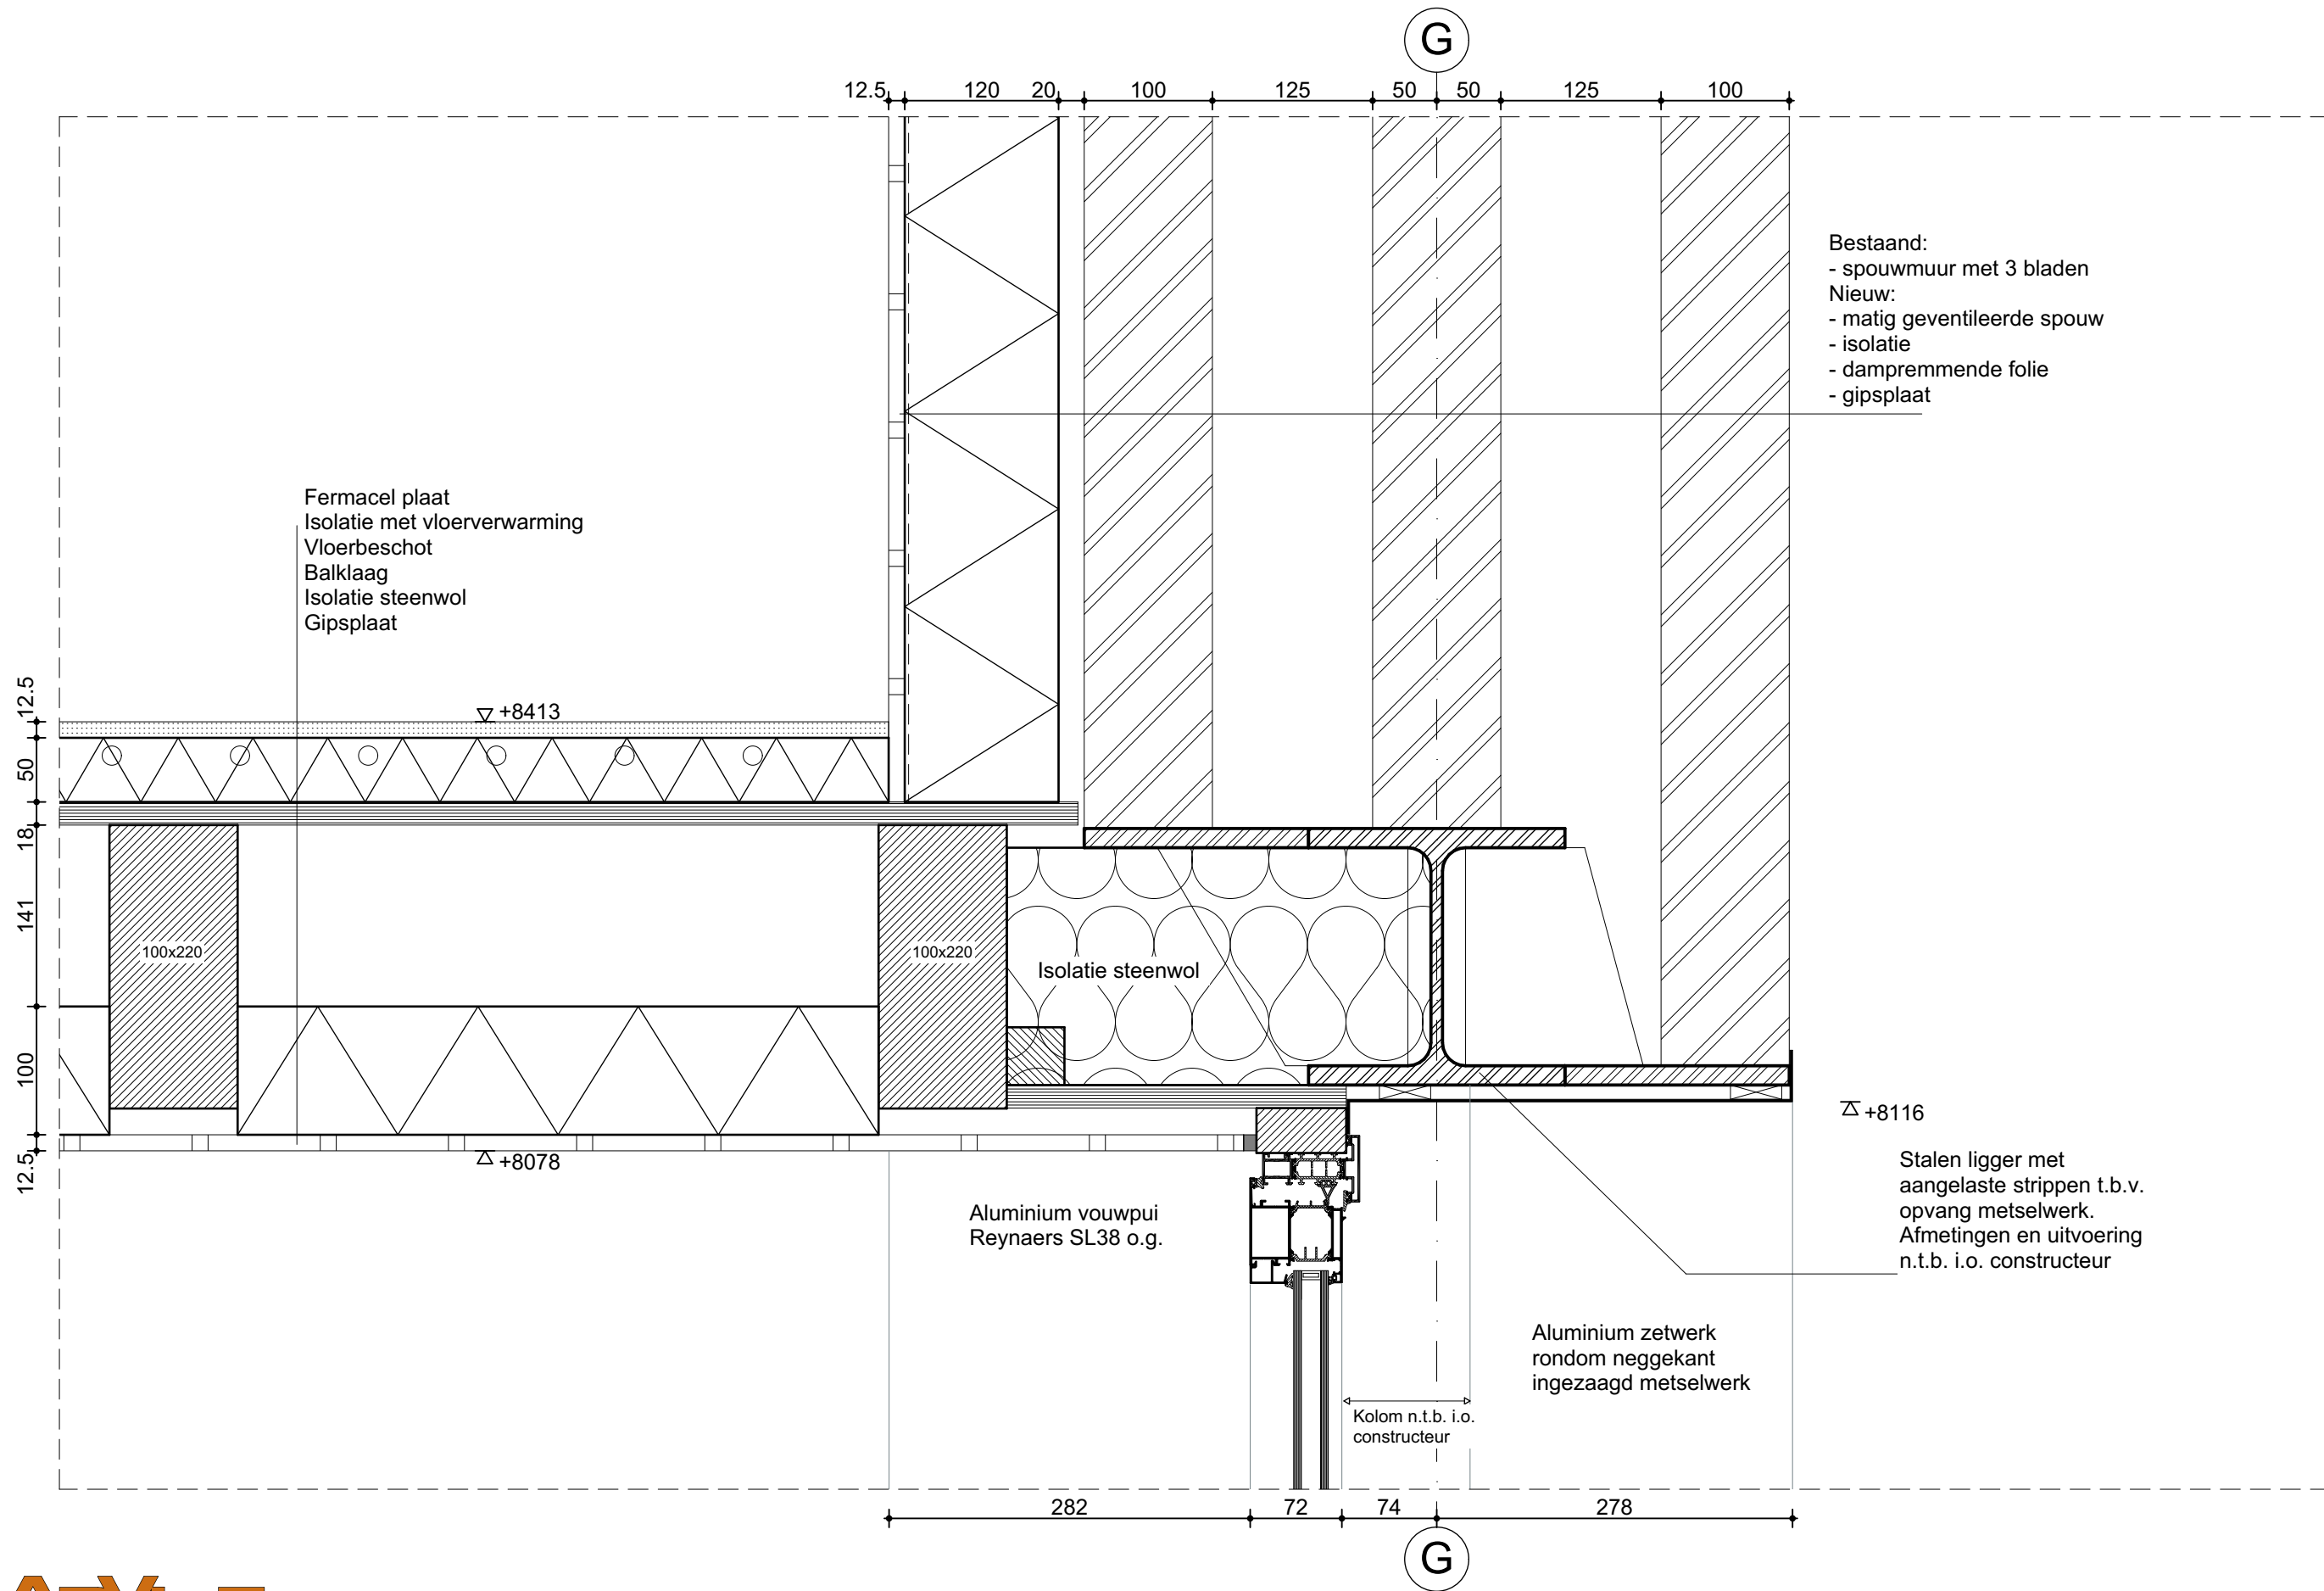 G
12.5 120 20 100 125 50 50 125 100
Bestaand:
- spouwmuur met 3 bladen
Nieuw:
- matig geventileerde spouw
- isolatie
- dampremmende folie
- gipsplaat
Fermacel plaat
Isolatie met vloerverwarming
Vloerbeschot
Balklaag
Isolatie steenwol
Gipsplaat
12.5
50
18
141
100
12.5
+8413
100x220
100x220
Isolatie steenwol
+8116
+8078
Stalen ligger met
aangelaste strippen t.b.v.
opvang metselwerk.
Afmetingen en uitvoering
n.t.b. i.o. constructeur
Aluminium vouwpui
Reynaers SL38 o.g.
Aluminium zetwerk
rondom neggekant
ingezaagd metselwerk
Kolom n.t.b. i.o.
constructeur
282 72 74 278
G